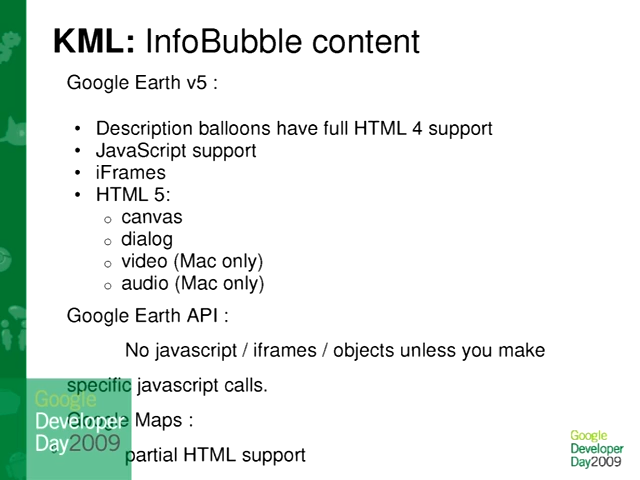 KML: InfoBubble content
Google Earth v5 :
• Description balloons have full HTML 4 support
• JavaScript support
• iFrames
• HTML 5:
o canvas
o dialog
o video (Mac only)
o audio (Mac only)
Google Earth API :
No javascript / iframes / objects unless you make
specific javascript calls.
Google Maps :
partial HTML support
Google
Developer
Day2009
Google
Developer
Day2009